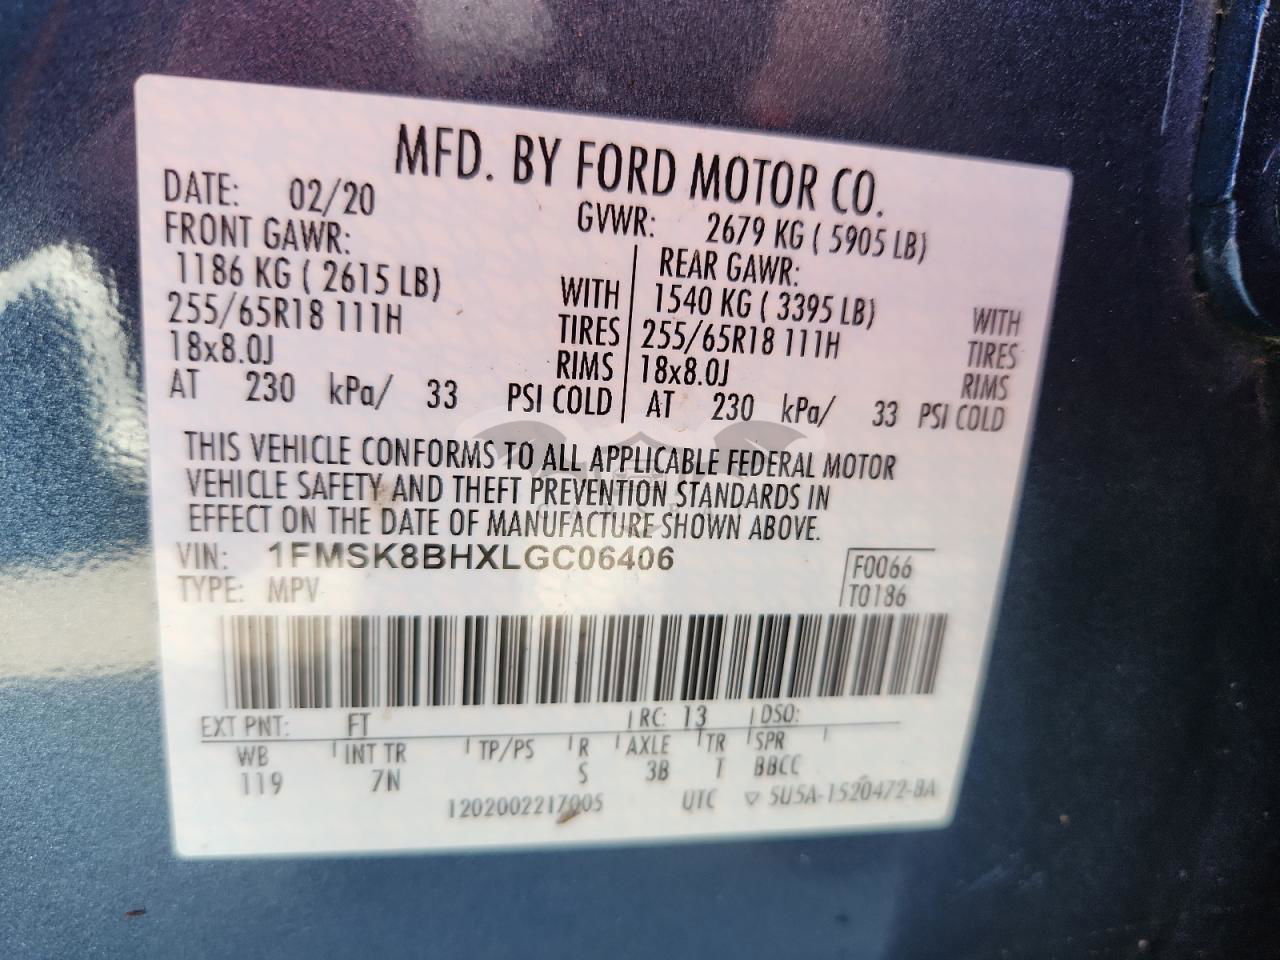 MFD. BY FORD MOTOR CO.
DATE: 02/20 GVWR: 2679 KG ( 5905 LB)
FRONT GAWR: REAR GAWR:
1186 KG ( 2615 LB) WITH 1540 KG ( 3395 LB) WITH
255/65R18 111H TIRES 255/65R18 111H TIRES
18x8.0J RIMS 18x8.0J RIMS
AT 230 kPa/ 33 PSI COLD AT 230 kPa/ 33 PSI COLD
THIS VEHICLE CONFORMS TO ALL APPLICABLE FEDERAL MOTOR
VEHICLE SAFETY AND THEFT PREVENTION STANDARDS IN
EFFECT ON THE DATE OF MANUFACTURE SHOWN ABOVE.
VIN: 1FMSK8BHXLGC06406 F0066
TYPE: MPV T0186
EXT PNT: FT RC: 13 DSO:
WB INT TR TP/PS R AXLE TR SPR
119 7N S 3B T BBCC
1202002217005 UTC ▽ 5U5A-1520472-BA